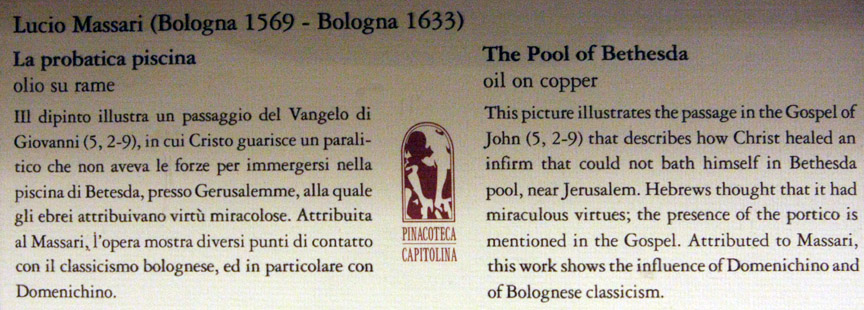 Lucio Massari (Bologna 1569 - Bologna 1633)
La probatica piscina
olio su rame
IIl dipinto illustra un passaggio del Vangelo di
Giovanni (5, 2-9), in cui Cristo guarisce un parali-
tico che non aveva le forze per immergersi nella
piscina di Betesda, presso Gerusalemme, alla quale
gli ebrei attribuivano virtù miracolose. Attribuita
al Massari, l'opera mostra diversi punti di contatto
con il classicismo bolognese, ed in particolare con
Domenichino.
PINACOTECA
CAPITOLINA
The Pool of Bethesda
oil on copper
This picture illustrates the passage in the Gospel of
John (5, 2-9) that describes how Christ healed an
infirm that could not bath himself in Bethesda
pool, near Jerusalem. Hebrews thought that it had
miraculous virtues; the presence of the portico is
mentioned in the Gospel. Attributed to Massari,
this work shows the influence of Domenichino and
of Bolognese classicism.